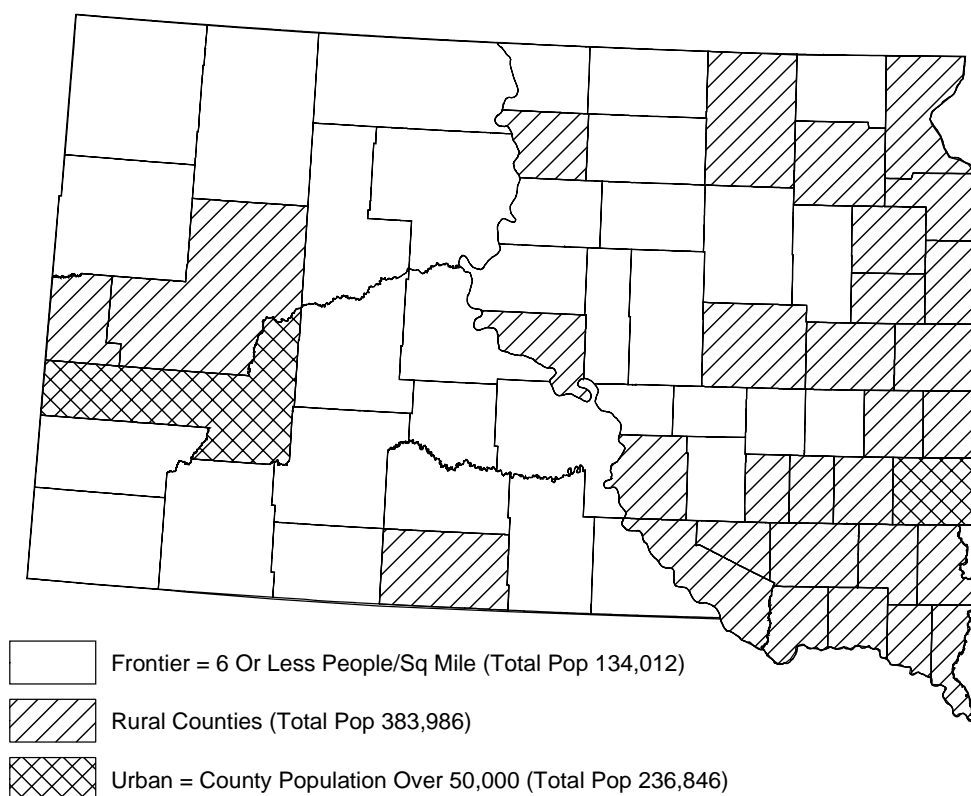 Frontier = 6 Or Less People/Sq Mile (Total Pop 134,012)
Rural Counties (Total Pop 383,986)
Urban = County Population Over 50,000 (Total Pop 236,846)